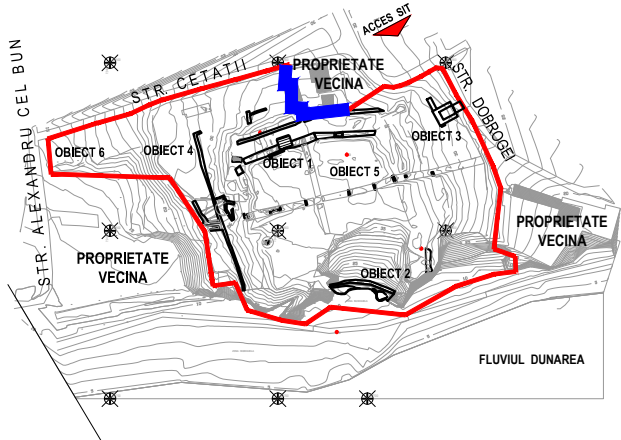 ACCES SIT
STR. CETATII
PROPRIETATE
VECINA
STR. DOBROGEI
STR. ALEXANDRU CEL BUN
OBIECT 6
OBIECT 4
OBIECT 1
OBIECT 5
OBIECT 3
PROPRIETATE
VECINA
PROPRIETATE
VECINA
OBIECT 2
FLUVIUL DUNAREA